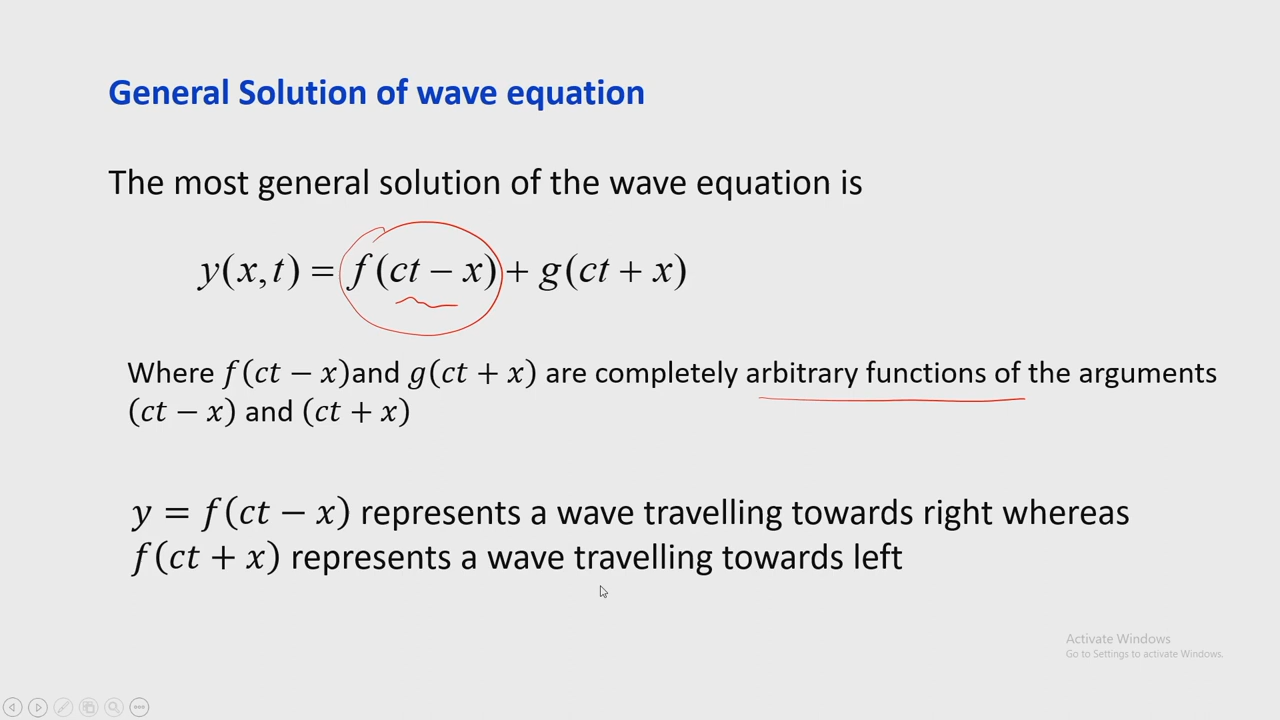 General Solution of wave equation
The most general solution of the wave equation is
y(x,t) = f(ct − x) + g(ct + x)
Where f(ct − x)and g(ct + x) are completely arbitrary functions of the arguments
(ct − x) and (ct + x)
y = f(ct − x) represents a wave travelling towards right whereas
f(ct + x) represents a wave travelling towards left
Activate Windows
Go to Settings to activate Windows.